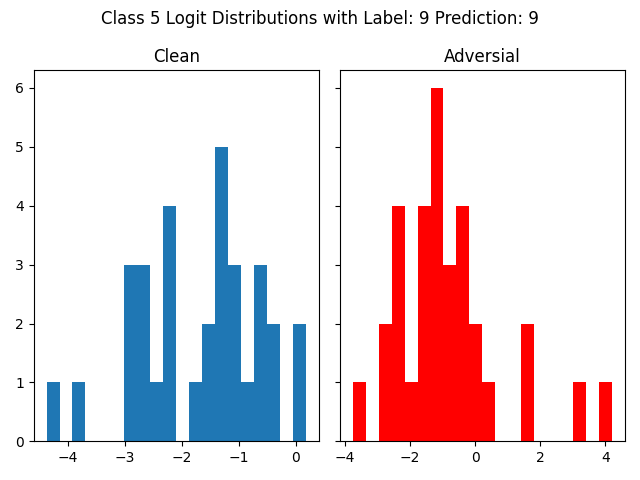 Class 5 Logit Distributions with Label: 9 Prediction: 9
Clean
Adversial
6
5
4
3
2
1
0
−4 −3 −2 −1 0
−4 −2 0 2 4